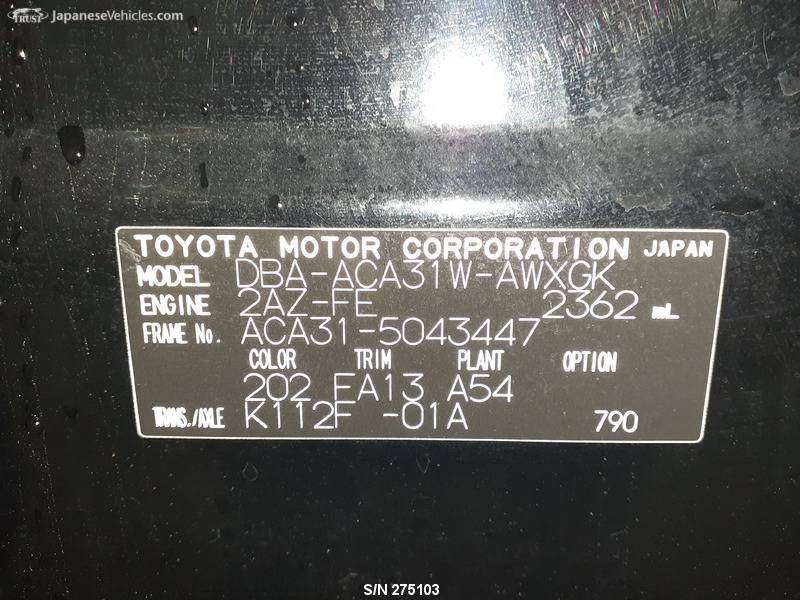 TRUST JapaneseVehicles.com
TOYOTA MOTOR CORPORATION JAPAN
MODEL DBA-ACA31W-AWXGK
ENGINE 2AZ-FE 2362 mL
FRAME No. ACA31-5043447
COLOR TRIM PLANT OPTION
202 FA13 A54
TRANS./AXLE K112F -01A 790
S/N 275103